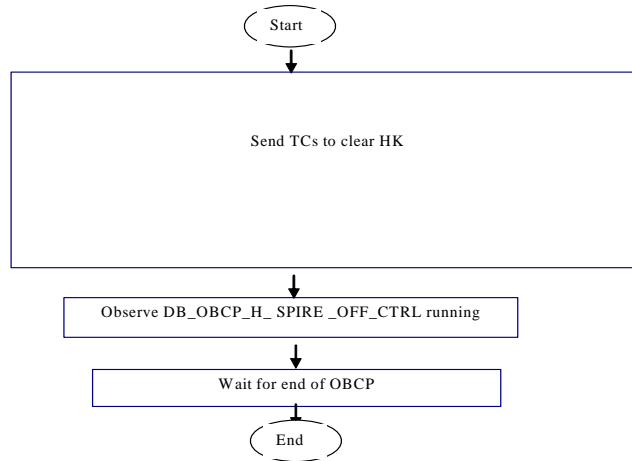 Start
Send TCs to clear HK
Observe DB_OBCP_H_ SPIRE _OFF_CTRL running
Wait for end of OBCP
End